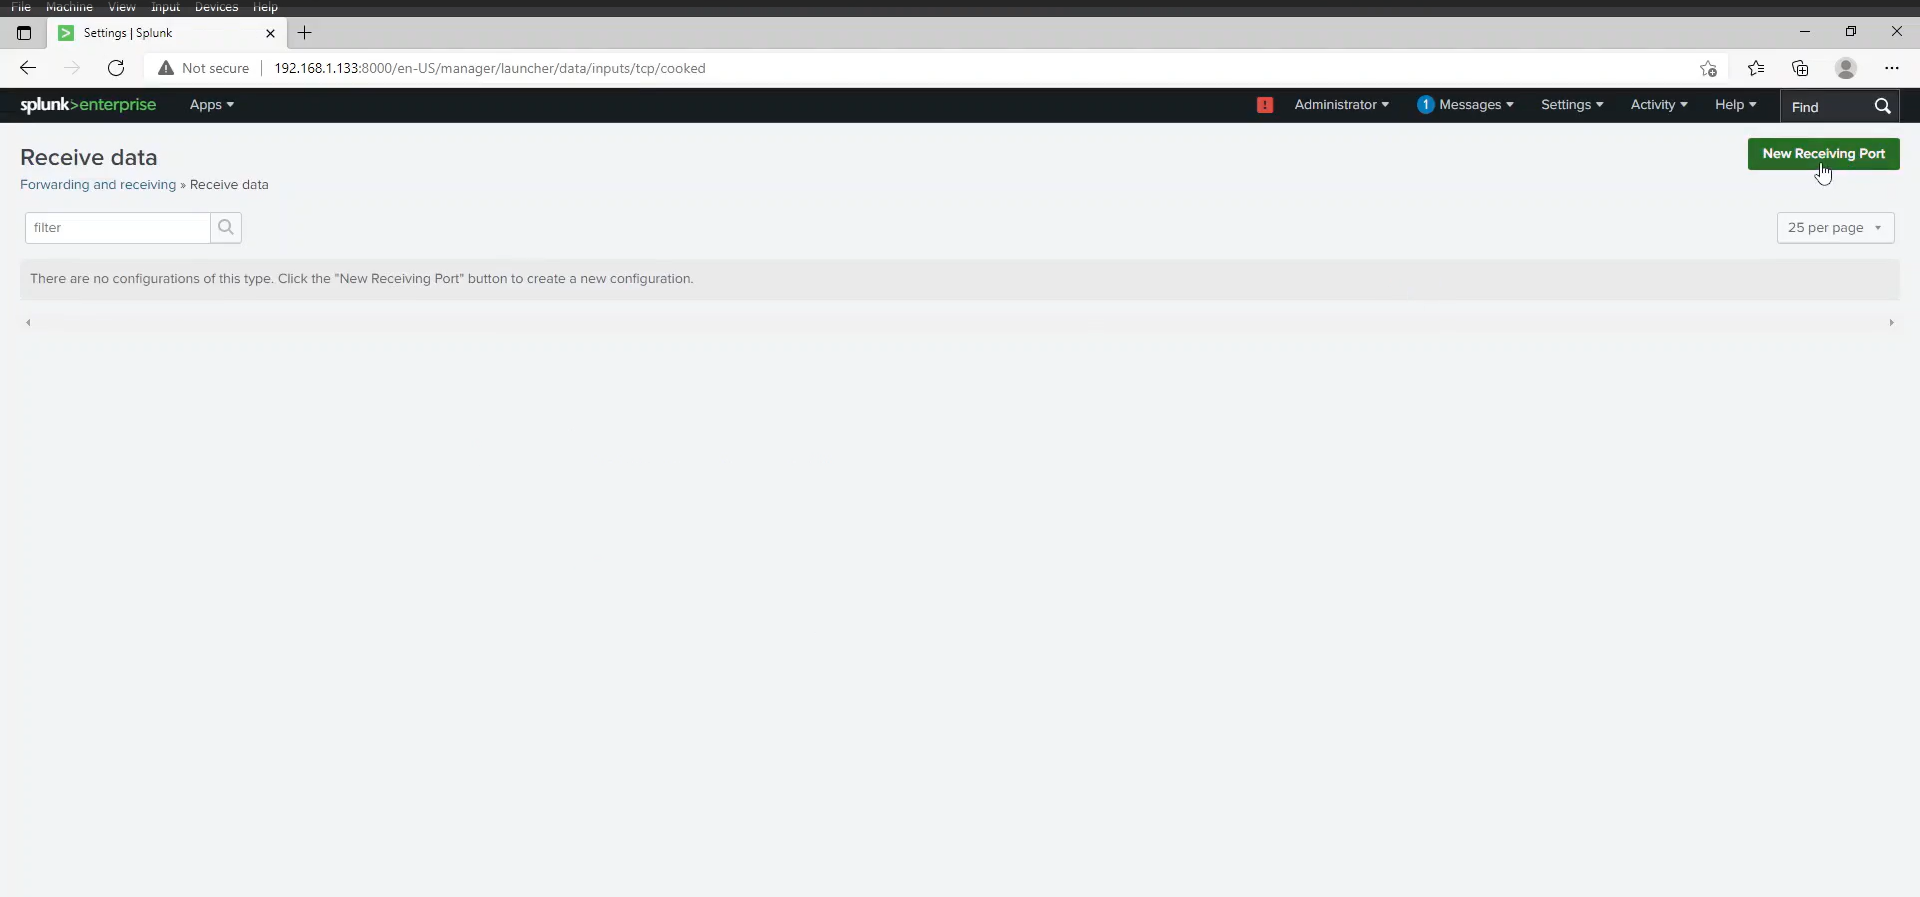 File Machine View Input Devices Help
Settings | Splunk
Not secure 192.168.1.133:8000/en-US/manager/launcher/data/inputs/tcp/cooked
splunk>enterprise Apps ! Administrator 1 Messages Settings Activity Help Find
Receive data New Receiving Port
Forwarding and receiving » Receive data
filter 25 per page
There are no configurations of this type. Click the "New Receiving Port" button to create a new configuration.